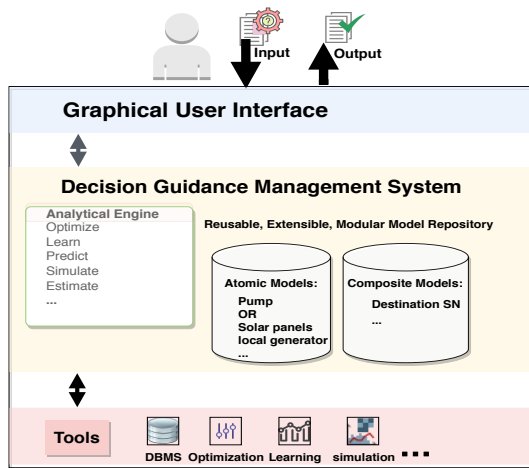 Input
Output
Graphical User Interface
Decision Guidance Management System
Analytical Engine
Optimize
Learn
Predict
Simulate
Estimate
...
Reusable, Extensible, Modular Model Repository
Atomic Models:
Pump
OR
Solar panels
local generator
...
Composite Models:
Destination SN
...
Tools
DBMS Optimization Learning simulation ...